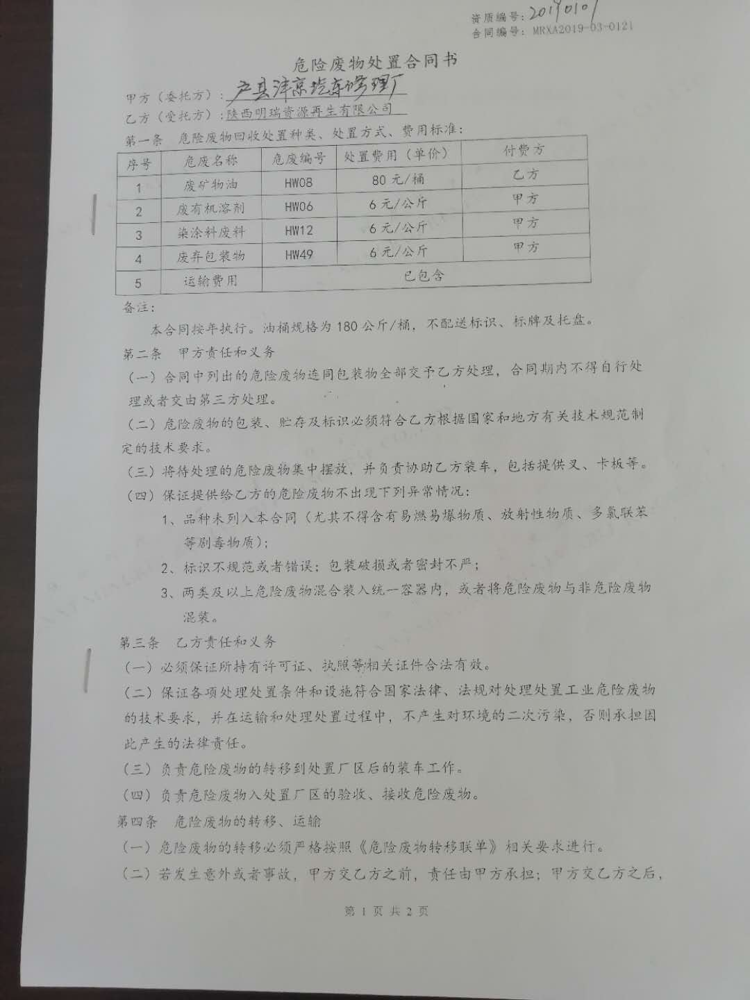 资质编号：20190101
合同编号：MRXA2019-03-0121
危险废物处置合同书
甲方（委托方）：户县沣京汽车修理厂
乙方（受托方）：陕西明瑞资源再生有限公司
第一条 危险废物回收处置种类、处置方式、费用标准：
序号 危废名称 危废编号 处置费用（单价） 付费方
1 废矿物油 HW08 80元/桶 乙方
2 废有机溶剂 HW06 6元/公斤 甲方
3 染涂料废料 HW12 6元/公斤 甲方
4 废弃包装物 HW49 6元/公斤 甲方
5 运输费用 已包含
备注：
本合同按年执行。油桶规格为180公斤/桶，不配送标识、标牌及托盘。
第二条 甲方责任和义务
（一）合同中列出的危险废物连同包装物全部交予乙方处理，合同期内不得自行处
理或者交由第三方处理。
（二）危险废物的包装、贮存及标识必须符合乙方根据国家和地方有关技术规范制
定的技术要求。
（三）将待处理的危险废物集中摆放，并负责协助乙方装车，包括提供叉、卡板等。
（四）保证提供给乙方的危险废物不出现下列异常情况：
1、品种未列入本合同（尤其不得含有易燃易爆物质、放射性物质、多氯联苯
等剧毒物质）；
2、标识不规范或者错误；包装破损或者密封不严；
3、两类及以上危险废物混合装入统一容器内，或者将危险废物与非危险废物
混装。
第三条 乙方责任和义务
（一）必须保证所持有许可证、执照等相关证件合法有效。
（二）保证各项处理处置条件和设施符合国家法律、法规对处理处置工业危险废物
的技术要求，并在运输和处理处置过程中，不产生对环境的二次污染，否则承担因
此产生的法律责任。
（三）负责危险废物的转移到处置厂区后的装车工作。
（四）负责危险废物入处置厂区的验收、接收危险废物。
第四条 危险废物的转移、运输
（一）危险废物的转移必须严格按照《危险废物转移联单》相关要求进行。
（二）若发生意外或者事故，甲方交乙方之前，责任由甲方承担；甲方交乙方之后，
第 1 页 共 2 页